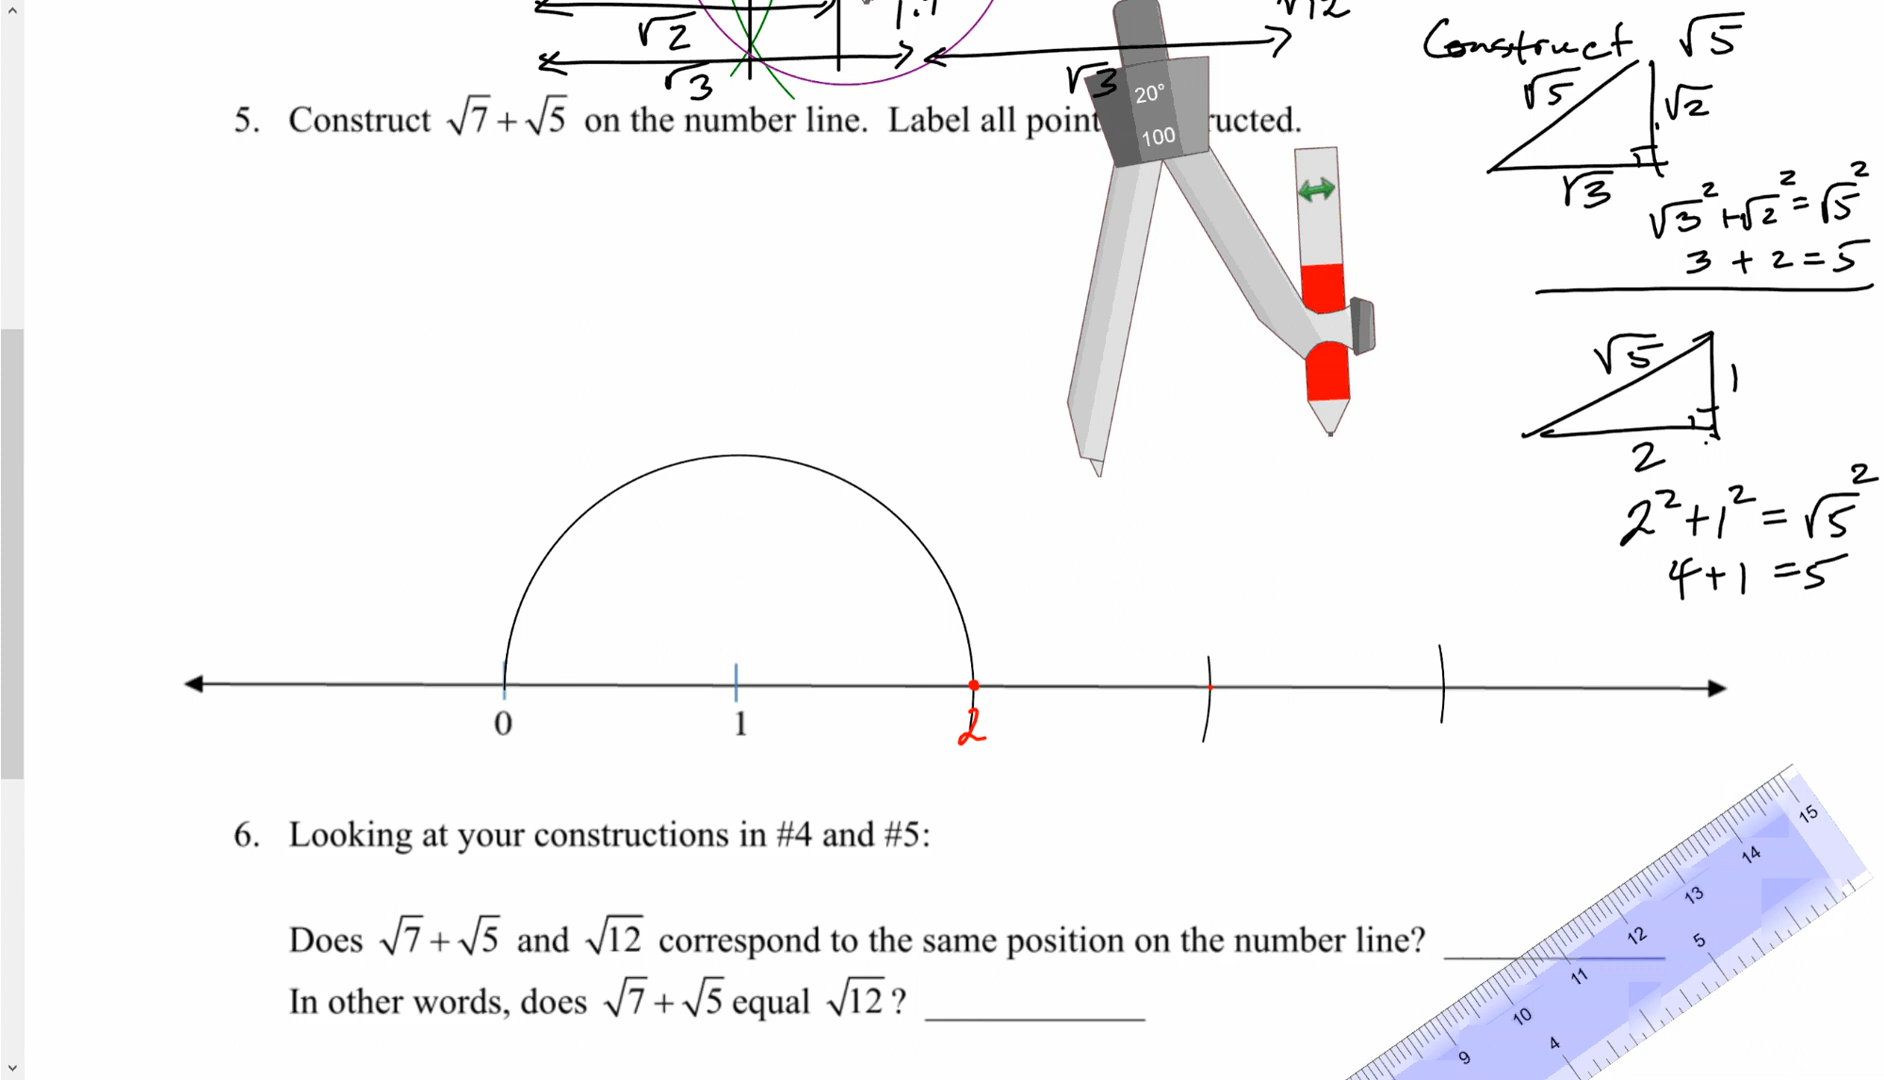 √2
1.7
√12
√3
√3
5. Construct √7 + √5 on the number line. Label all point ructed.
20°
100
Construct √5
√5
√2
√3
√3² + √2² = √5²
3 + 2 = 5
√5
1
2
2² + 1² = √5²
4 + 1 = 5
0
1
2
6. Looking at your constructions in #4 and #5:
Does √7 + √5 and √12 correspond to the same position on the number line?
In other words, does √7 + √5 equal √12 ?
15
14
13
12
11
10
9
5
4